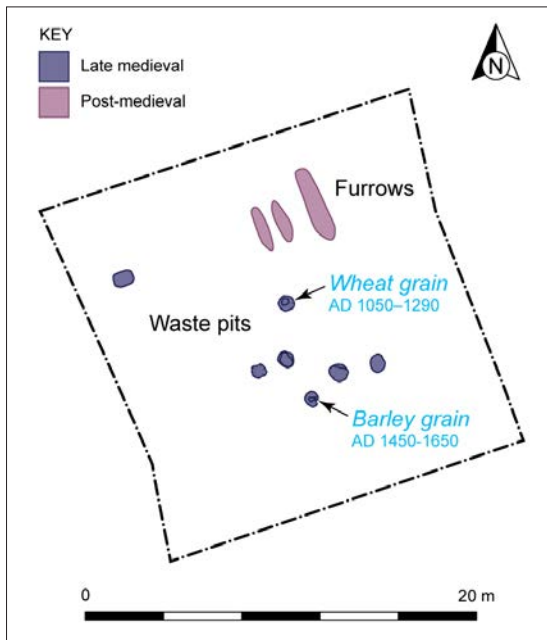 KEY
Late medieval
Post-medieval
N
Furrows
Wheat grain
AD 1050–1290
Waste pits
Barley grain
AD 1450-1650
0
20 m